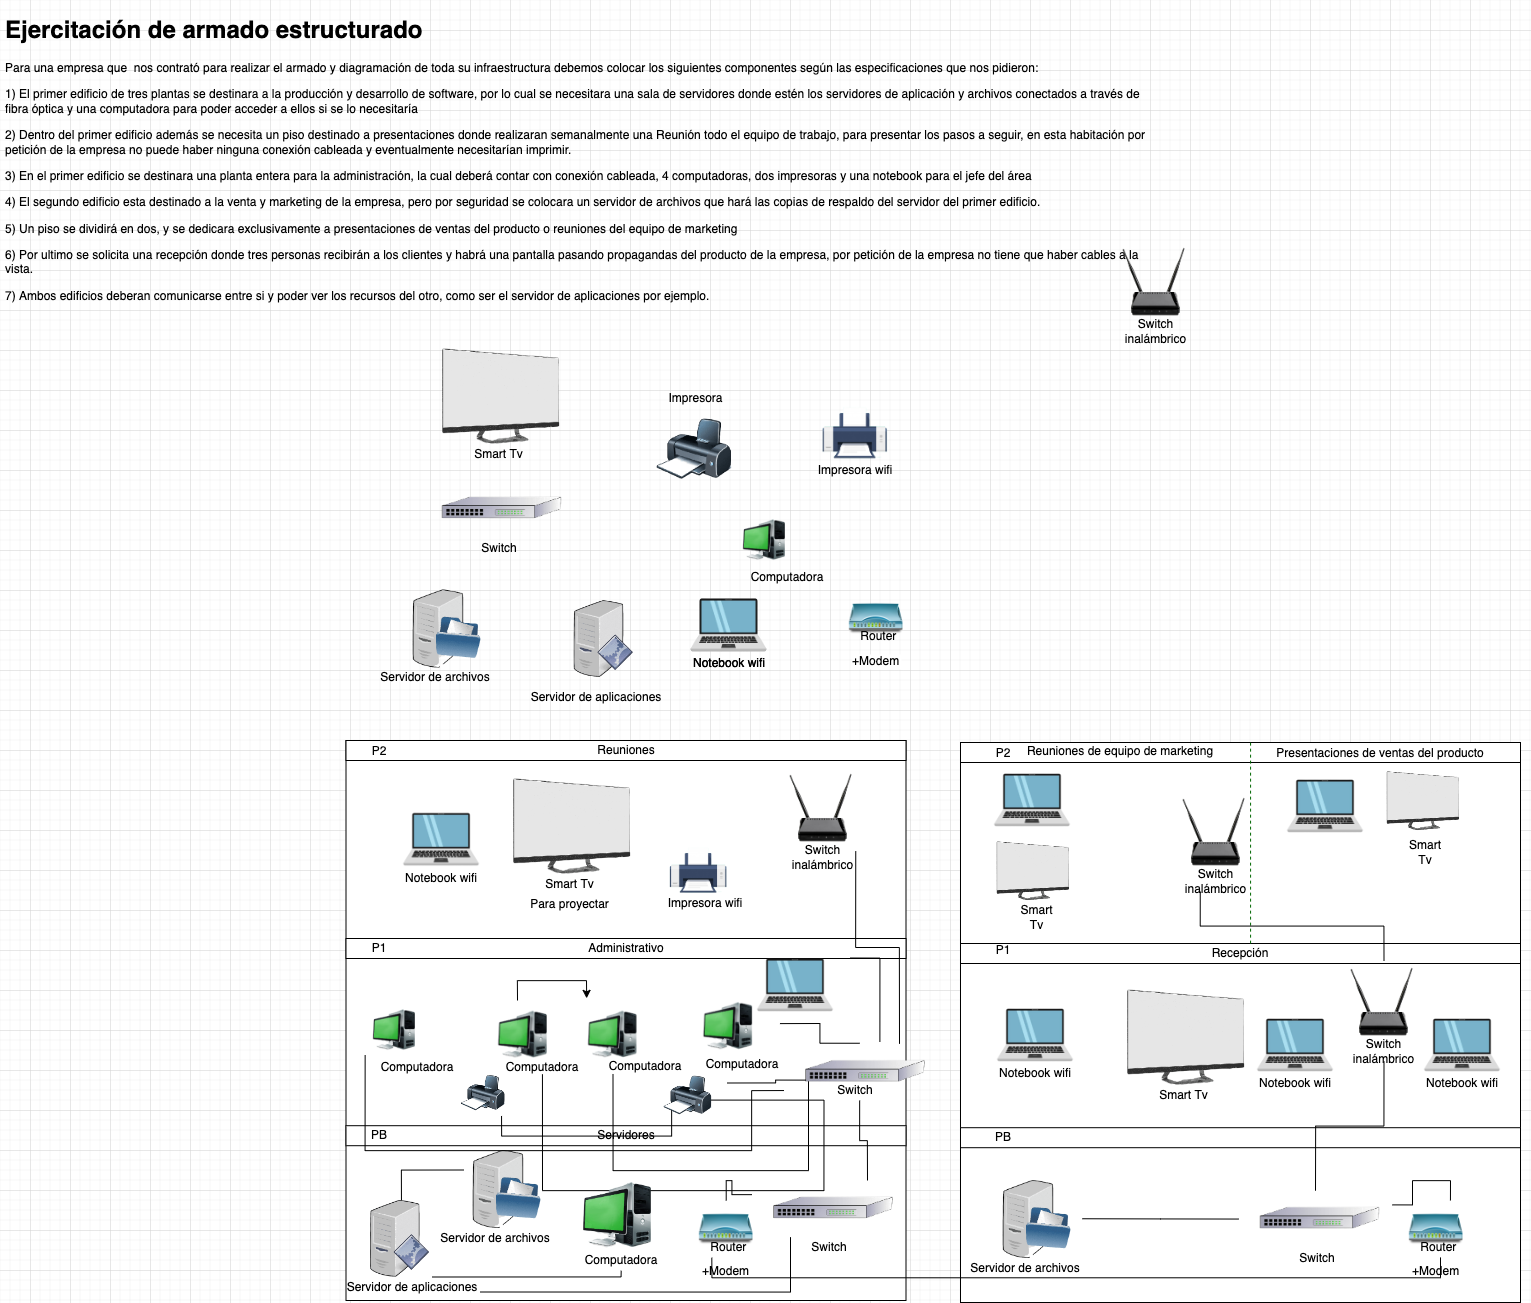 Ejercitación de armado estructurado
Para una empresa que  nos contrató para realizar el armado y diagramación de toda su infraestructura debemos colocar los siguientes componentes según las especificaciones que nos pidieron:
1) El primer edificio de tres plantas se destinara a la producción y desarrollo de software, por lo cual se necesitara una sala de servidores donde estén los servidores de aplicación y archivos conectados a través de
fibra óptica y una computadora para poder acceder a ellos si se lo necesitaría
2) Dentro del primer edificio además se necesita un piso destinado a presentaciones donde realizaran semanalmente una Reunión todo el equipo de trabajo, para presentar los pasos a seguir, en esta habitación por
petición de la empresa no puede haber ninguna conexión cableada y eventualmente necesitarían imprimir.
3) En el primer edificio se destinara una planta entera para la administración, la cual deberá contar con conexión cableada, 4 computadoras, dos impresoras y una notebook para el jefe del área
4) El segundo edificio esta destinado a la venta y marketing de la empresa, pero por seguridad se colocara un servidor de archivos que hará las copias de respaldo del servidor del primer edificio.
5) Un piso se dividirá en dos, y se dedicara exclusivamente a presentaciones de ventas del producto o reuniones del equipo de marketing
6) Por ultimo se solicita una recepción donde tres personas recibirán a los clientes y habrá una pantalla pasando propagandas del producto de la empresa, por petición de la empresa no tiene que haber cables a la
vista.
7) Ambos edificios deberan comunicarse entre si y poder ver los recursos del otro, como ser el servidor de aplicaciones por ejemplo.
Switch
inalámbrico
Impresora
Smart Tv
Impresora wifi
Switch
Computadora
Router
+Modem
Notebook wifi
Servidor de archivos
Servidor de aplicaciones
P2
Reuniones
Switch
inalámbrico
Notebook wifi
Smart Tv
Para proyectar
Impresora wifi
P1
Administrativo
Computadora
Computadora
Computadora
Computadora
Switch
PB
Servidores
Servidor de archivos
Computadora
Router
+Modem
Switch
Servidor de aplicaciones
P2
Reuniones de equipo de marketing
Presentaciones de ventas del producto
Smart
Tv
Switch
inalámbrico
Smart
Tv
P1
Recepción
Switch
inalámbrico
Notebook wifi
Smart Tv
Notebook wifi
Notebook wifi
PB
Servidor de archivos
Switch
Router
+Modem